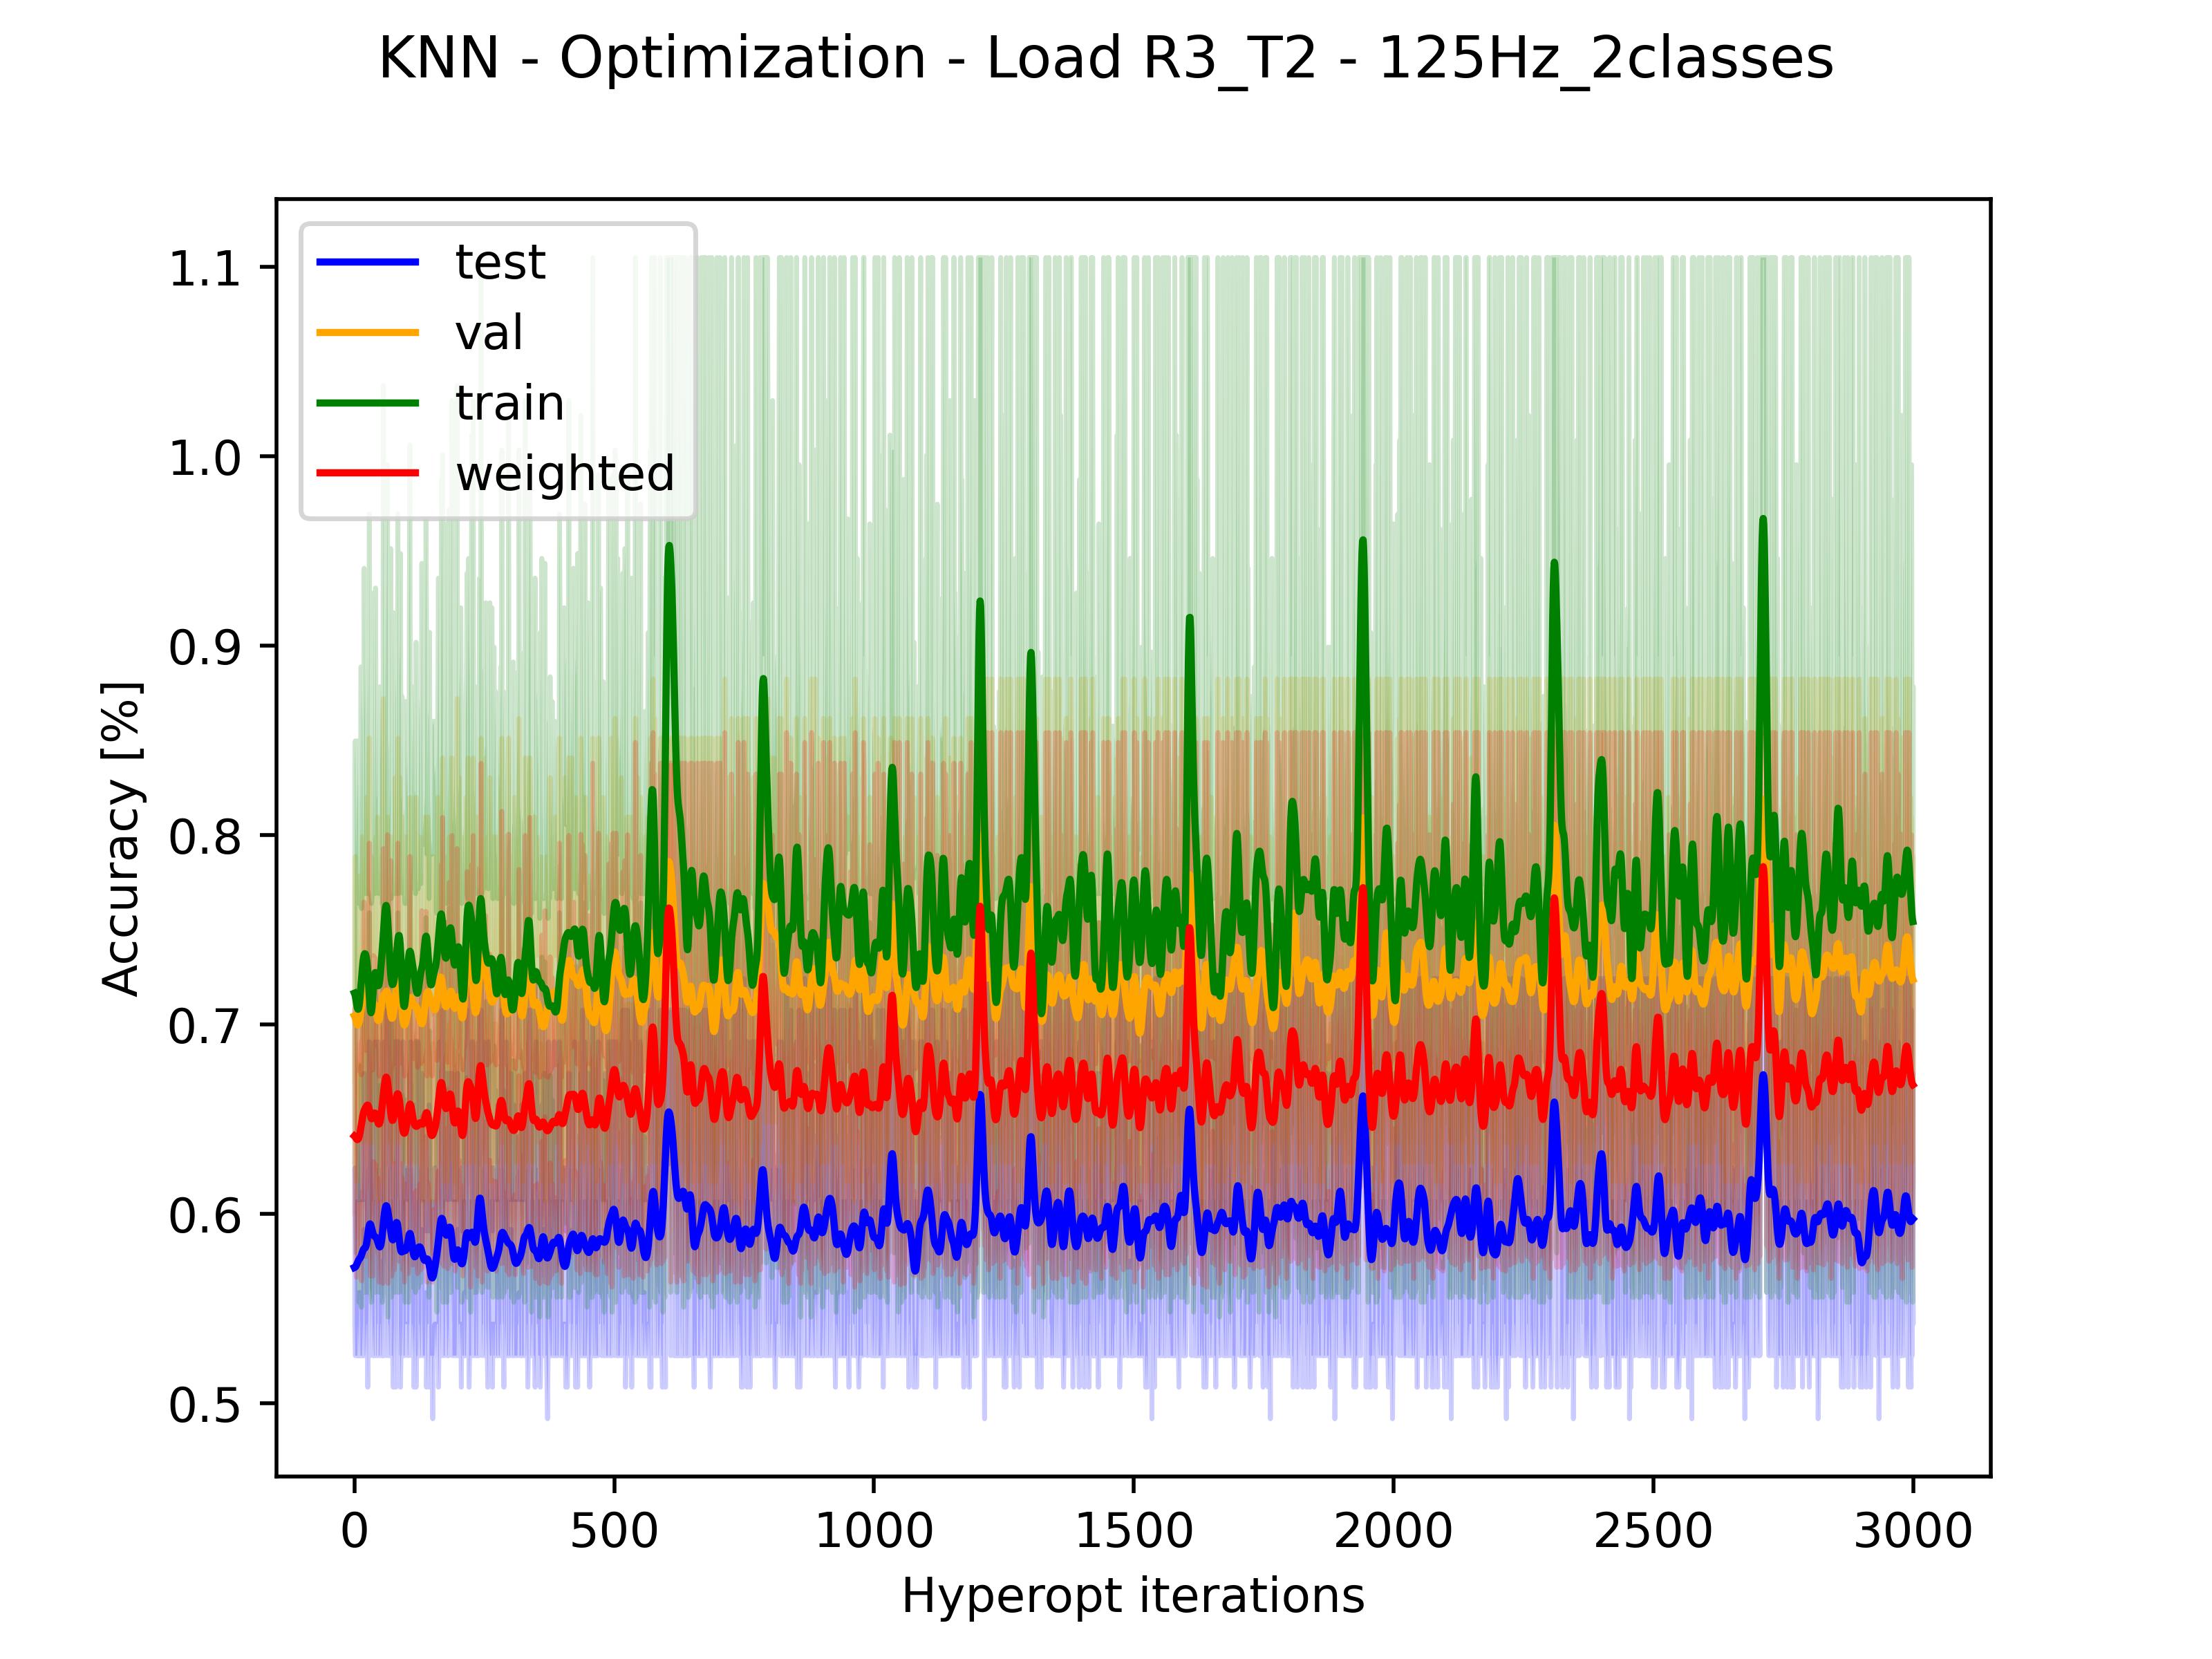 KNN - Optimization - Load R3_T2 - 125Hz_2classes
test
val
train
weighted
1.1
1.0
0.9
0.8
0.7
0.6
0.5
Accuracy [%]
0 500 1000 1500 2000 2500 3000
Hyperopt iterations